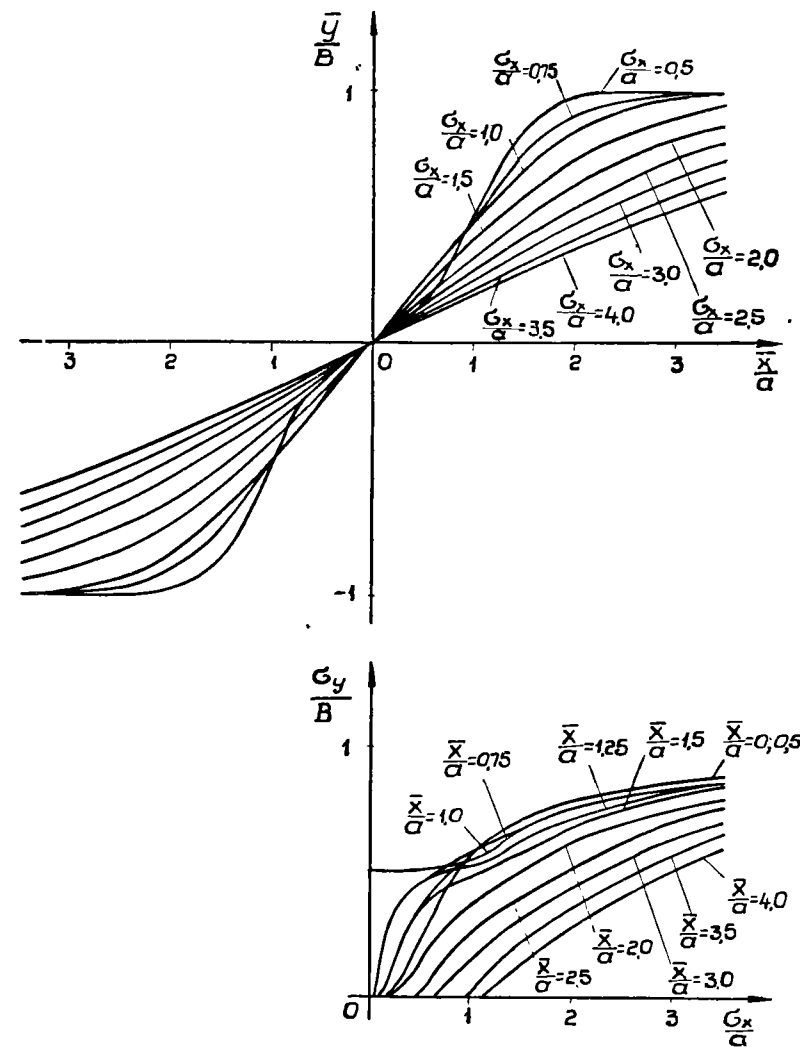 ȳ/B
1
σx/a=0,75
σx/a=0,5
σx/a=1,0
σx/a=1,5
σx/a=2,0
σx/a=3,0
σx/a=2,5
σx/a=4,0
σx/a=3,5
3 2 1 0 1 2 3
x̄/a
-1
σy/B
1
x̄/a=0,75
x̄/a=1,25
x̄/a=1,5
x̄/a=0;0,5
x̄/a=1,0
x̄/a=4,0
x̄/a=3,5
x̄/a=2,0
x̄/a=2,5
x̄/a=3,0
0 1 2 3
σx/a